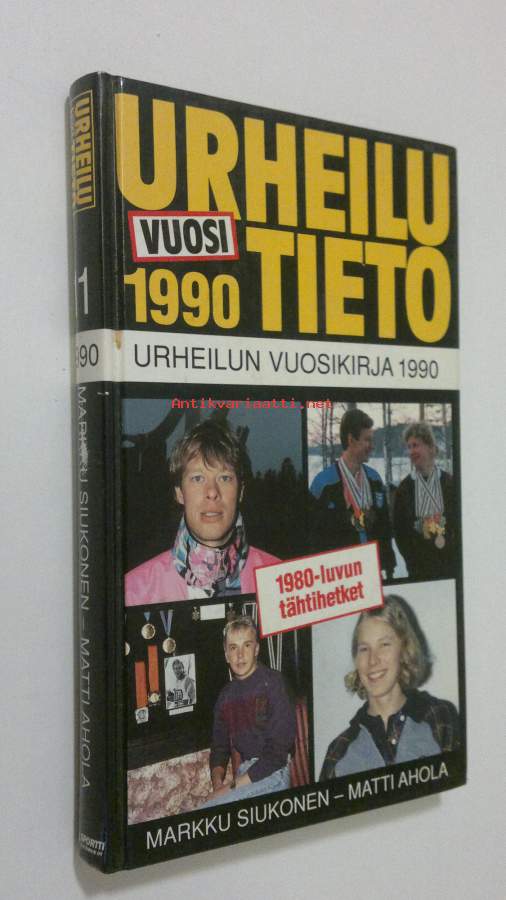 URHEILU
VUOSI
1990 TIETO
URHEILUN VUOSIKIRJA 1990
Antikvariaatti.net
1980-luvun
tähtihetket
MARKKU SIUKONEN – MATTI AHOLA
URHEILU
1
990
MARKKU SIUKONEN – MATTI AHOLA
SPORTTI